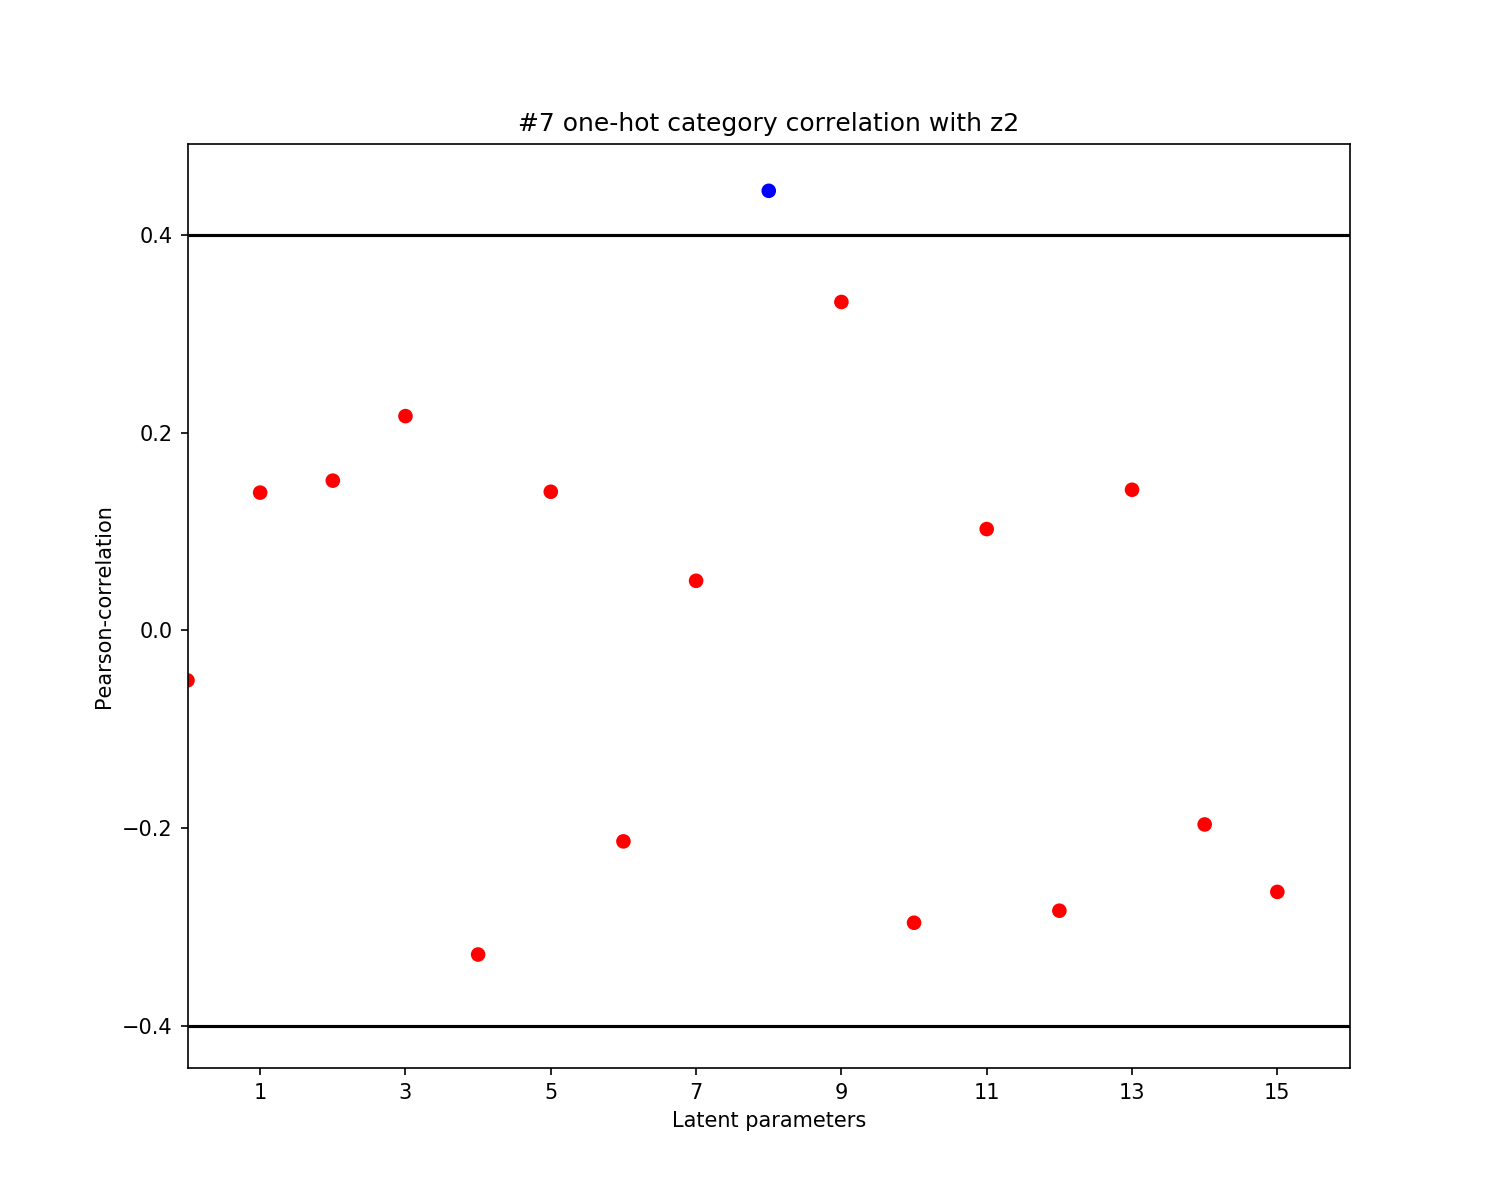 #7 one-hot category correlation with z2
0.4
0.2
0.0
−0.2
−0.4
Pearson-correlation
1 3 5 7 9 11 13 15
Latent parameters